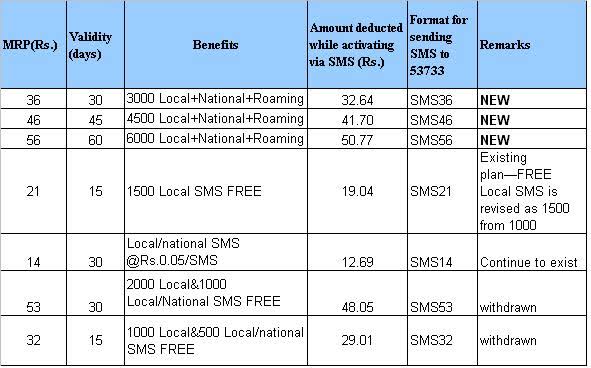 MRP(Rs.) Validity (days) Benefits Amount deducted while activating via SMS (Rs.) Format for sending SMS to 53733 Remarks
36 30 3000 Local+National+Roaming 32.64 SMS36 NEW
46 45 4500 Local+National+Roaming 41.70 SMS46 NEW
56 60 6000 Local+National+Roaming 50.77 SMS56 NEW
21 15 1500 Local SMS FREE 19.04 SMS21 Existing plan—FREE Local SMS is revised as 1500 from 1000
14 30 Local/national SMS @Rs.0.05/SMS 12.69 SMS14 Continue to exist
53 30 2000 Local&1000 Local/National SMS FREE 48.05 SMS53 withdrawn
32 15 1000 Local&500 Local/national SMS FREE 29.01 SMS32 withdrawn